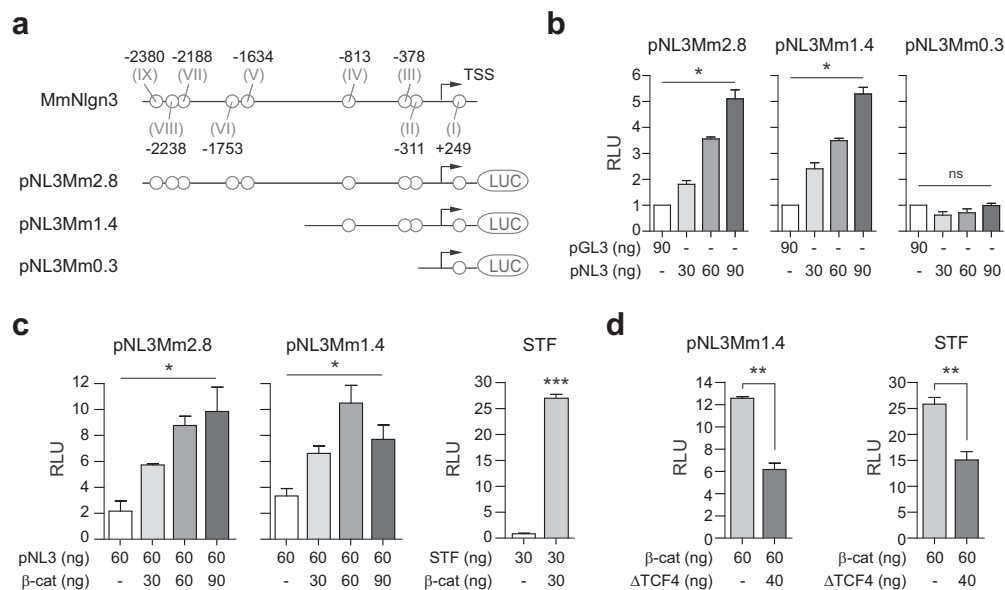 a
-2380 -2188 -1634 -813 -378
(IX) (VII) (V) (IV) (III) TSS
MmNlgn3
(VIII) (VI) (II) (I)
-2238 -1753 -311 +249
pNL3Mm2.8 LUC
pNL3Mm1.4 LUC
pNL3Mm0.3 LUC
b
pNL3Mm2.8 pNL3Mm1.4 pNL3Mm0.3
* * ns
RLU
6
5
4
3
2
1
0
pGL3 (ng) 90 - - - 90 - - - 90 - - -
pNL3 (ng) - 30 60 90 - 30 60 90 - 30 60 90
c
pNL3Mm2.8 pNL3Mm1.4 STF
* * ***
RLU
12
10
8
6
4
2
0
30
25
20
15
10
5
0
pNL3 (ng) 60 60 60 60 60 60 60 60 STF (ng) 30 30
β-cat (ng) - 30 60 90 - 30 60 90 β-cat (ng) - 30
d
pNL3Mm1.4 STF
** **
RLU
14
12
10
8
6
4
2
0
RLU
30
25
20
15
10
5
0
β-cat (ng) 60 60 β-cat (ng) 60 60
ΔTCF4 (ng) - 40 ΔTCF4 (ng) - 40